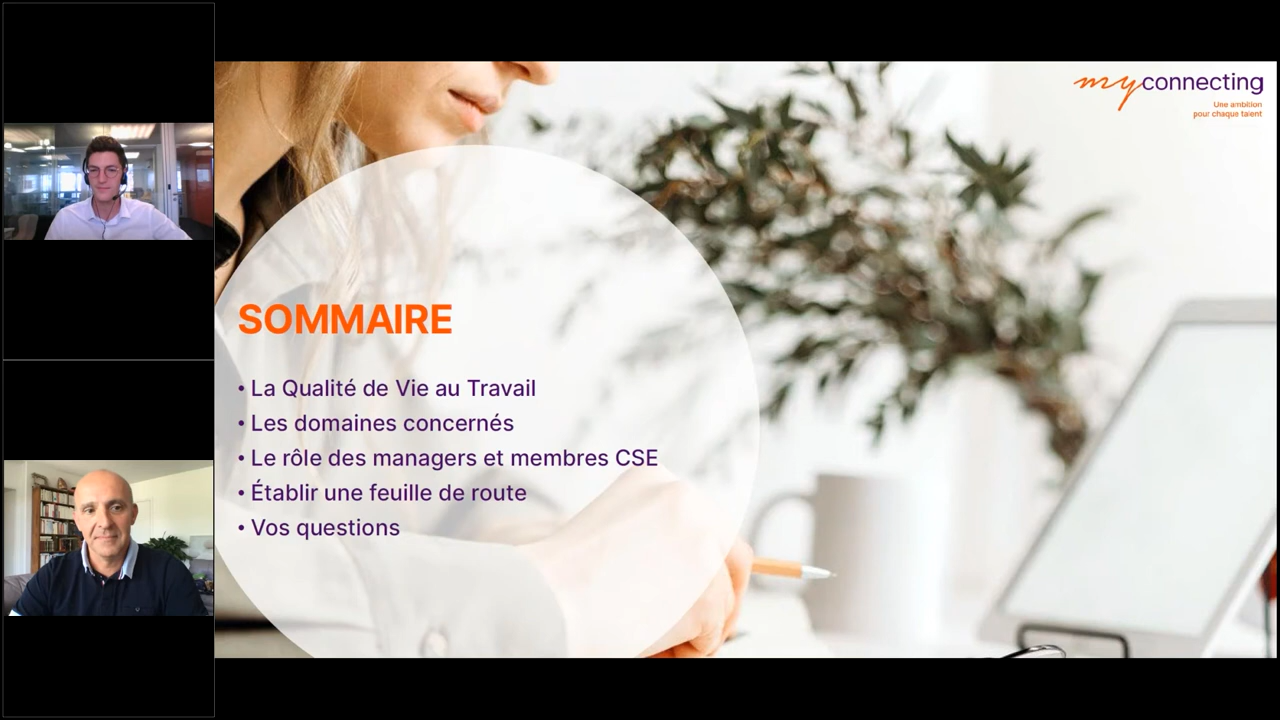 myconnecting
Une ambition
pour chaque talent
SOMMAIRE
• La Qualité de Vie au Travail
• Les domaines concernés
• Le rôle des managers et membres CSE
• Établir une feuille de route
• Vos questions